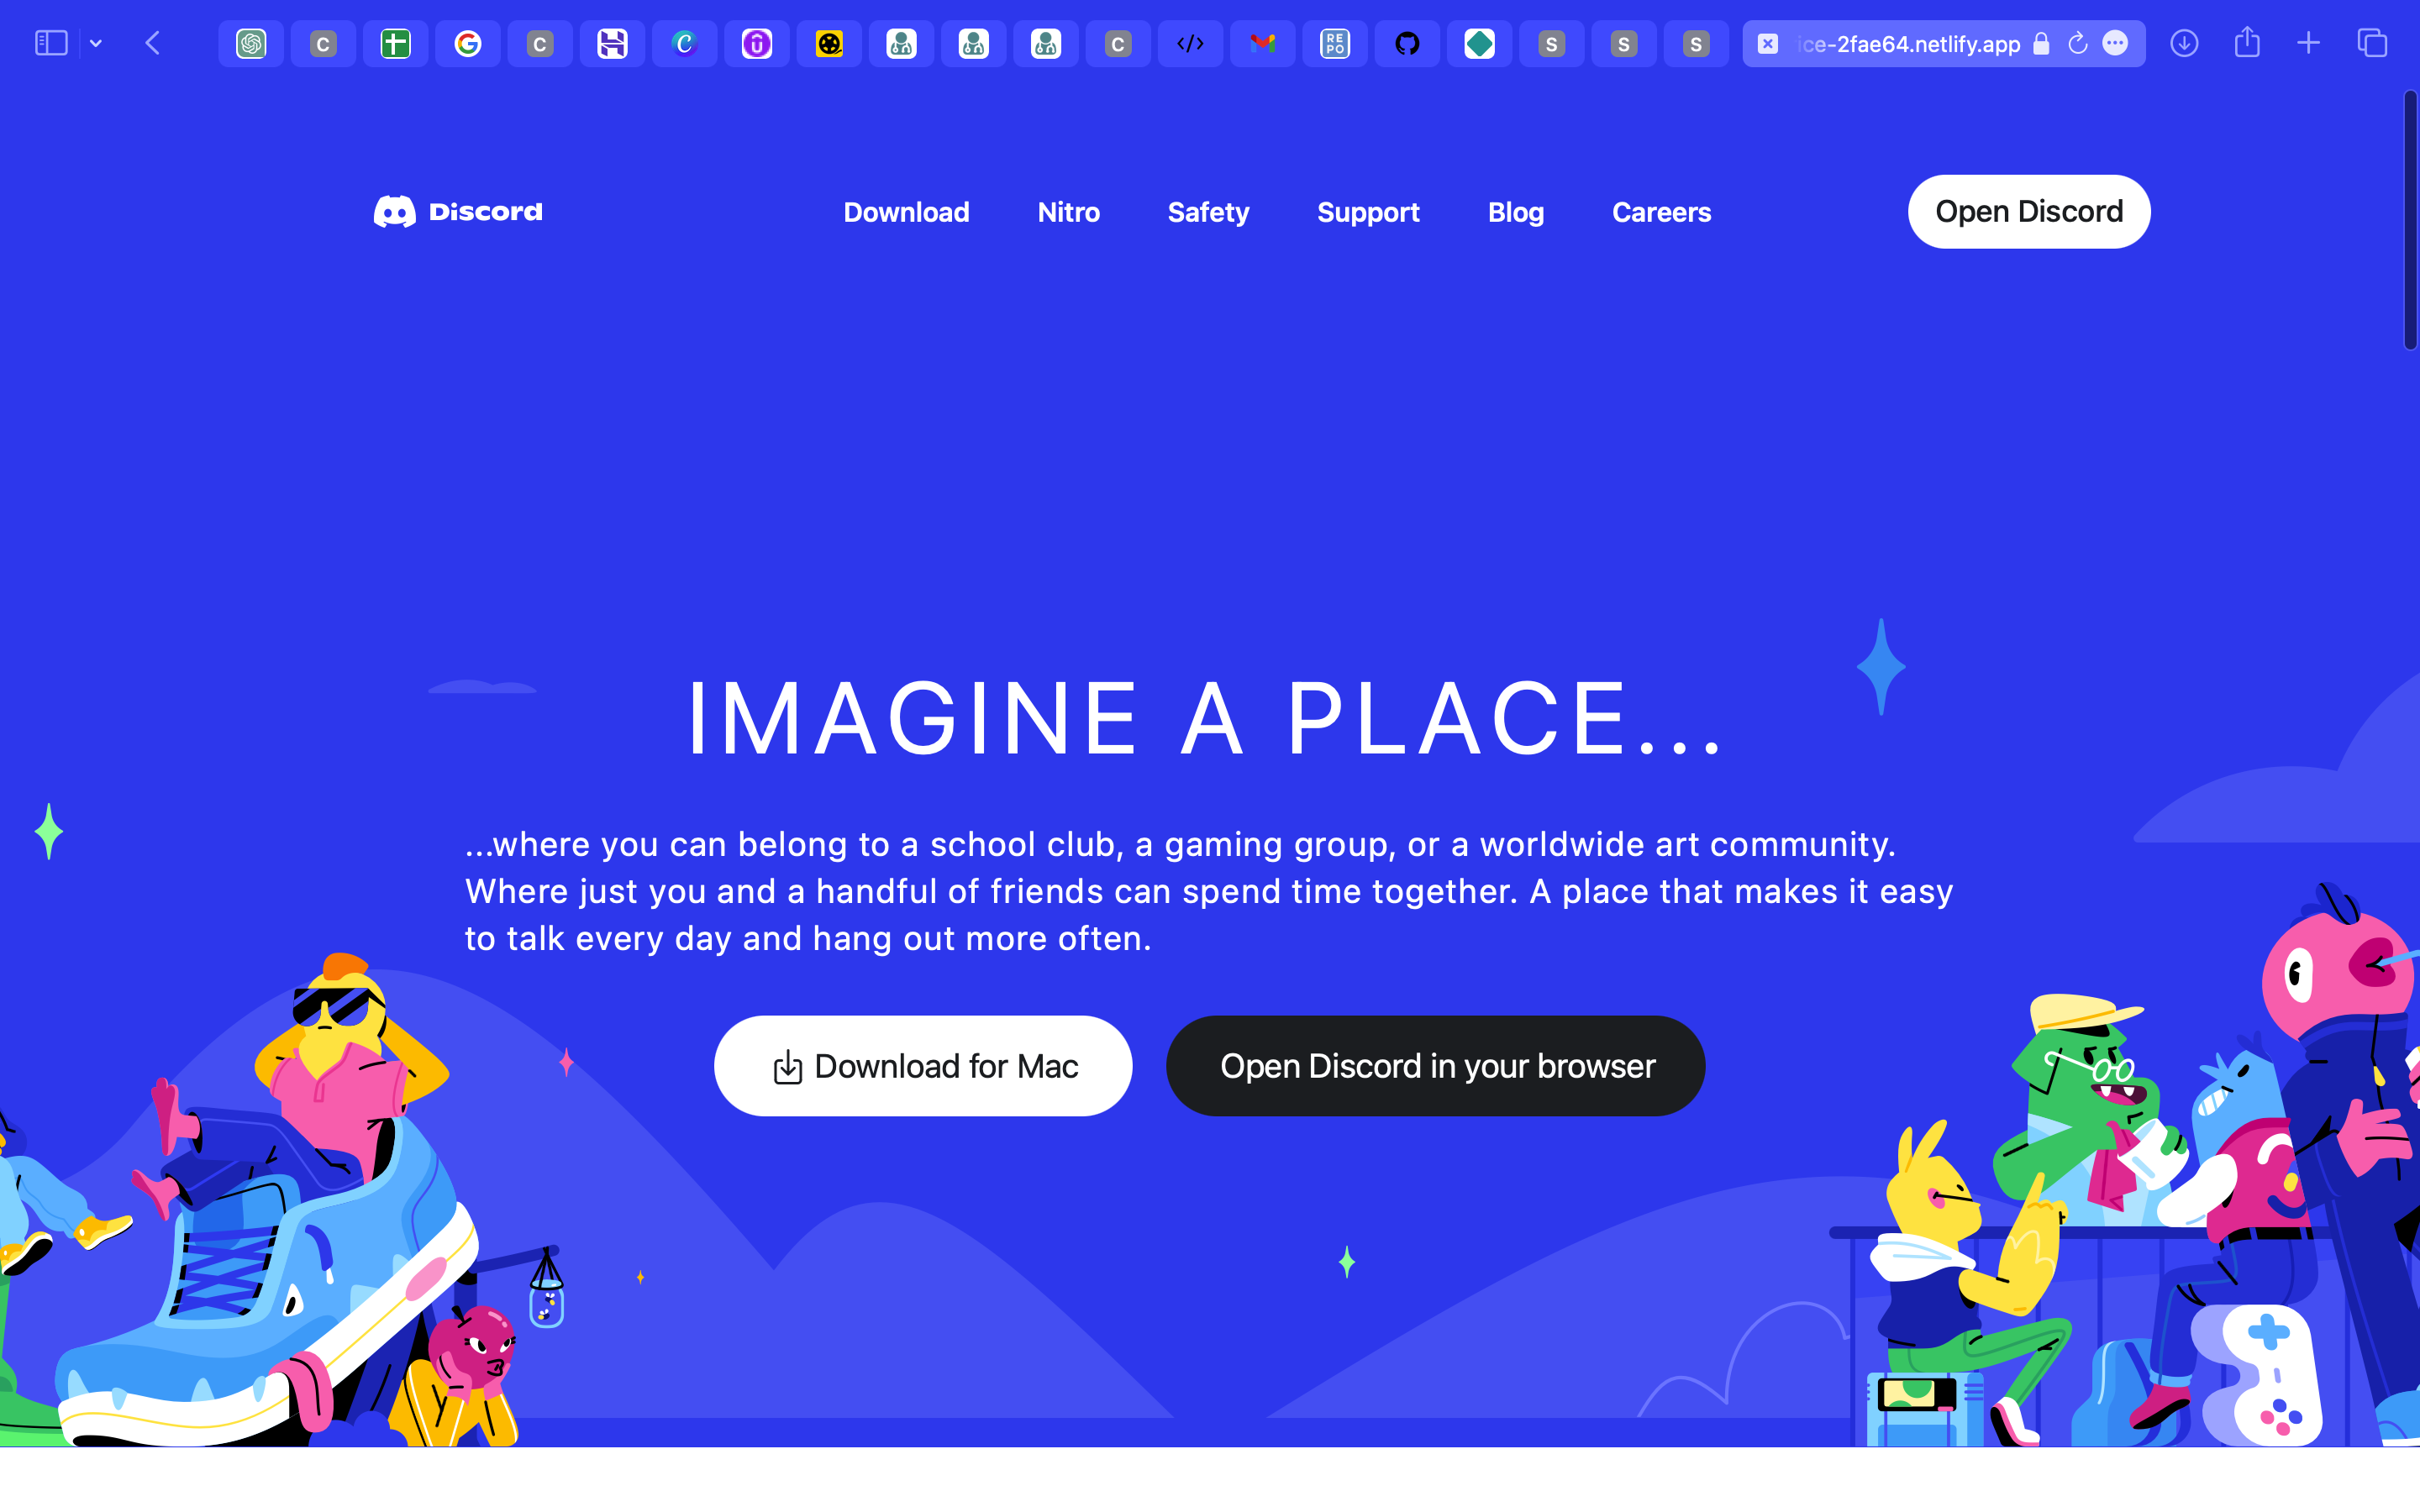 C
G
C
H
C
û
C
</>
M
RE
PO
S
S
S
ice-2fae64.netlify.app
Discord
Download
Nitro
Safety
Support
Blog
Careers
Open Discord
IMAGINE A PLACE...
...where you can belong to a school club, a gaming group, or a worldwide art community.
Where just you and a handful of friends can spend time together. A place that makes it easy
to talk every day and hang out more often.
Download for Mac
Open Discord in your browser